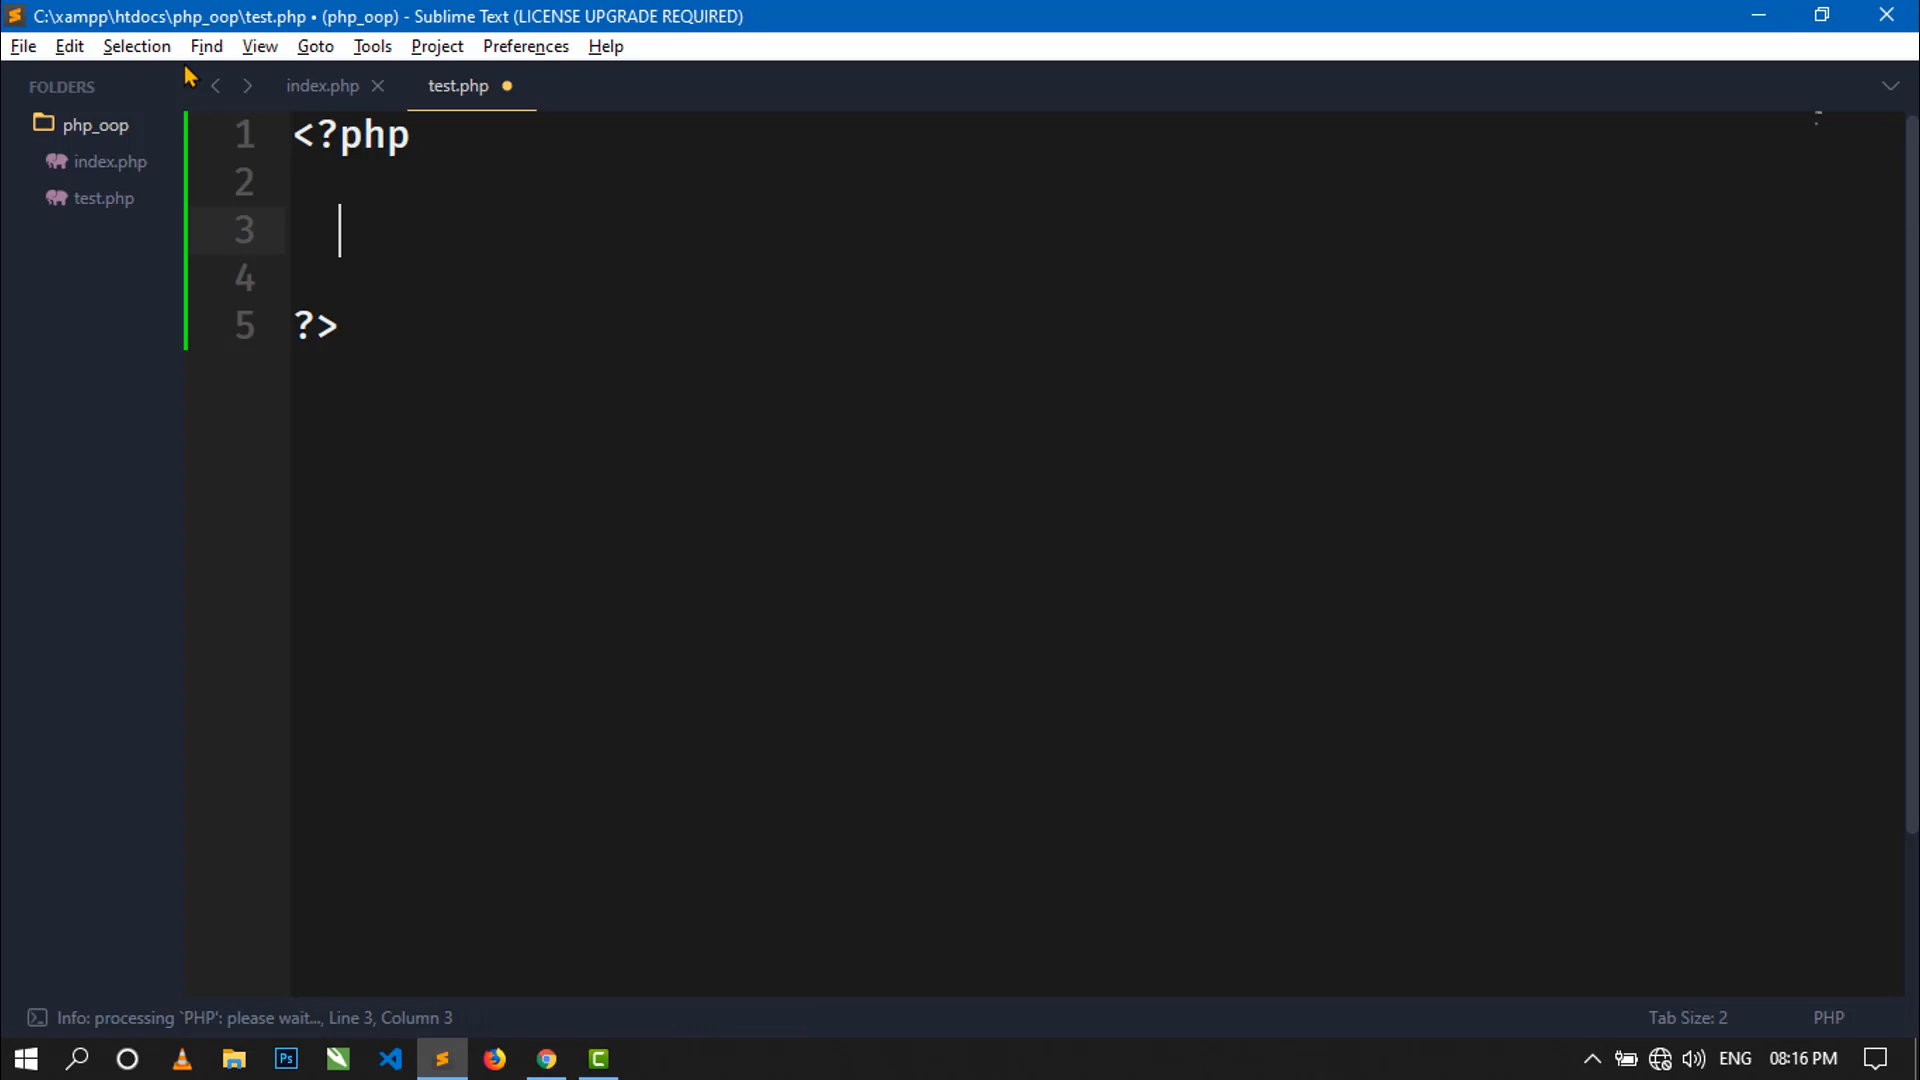 C:\xampp\htdocs\php_oop\test.php • (php_oop) - Sublime Text (LICENSE UPGRADE REQUIRED)
File Edit Selection Find View Goto Tools Project Preferences Help
FOLDERS
php_oop
index.php
test.php
index.php
test.php
1 <?php
2
3
4
5 ?>
Info: processing `PHP': please wait..., Line 3, Column 3
Tab Size: 2
PHP
Ps
ENG
08:16 PM